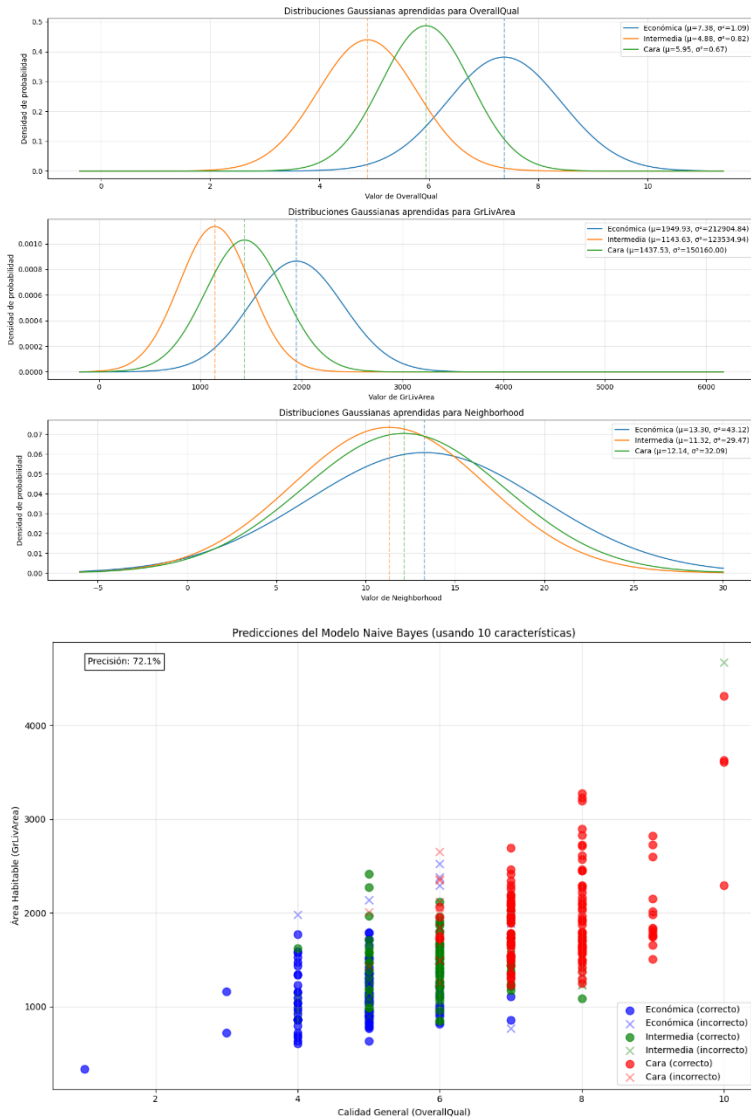 Distribuciones Gaussianas aprendidas para OverallQual
Densidad de probabilidad
0.5
0.4
0.3
0.2
0.1
0.0
Económica (μ=7.38, σ²=1.09)
Intermedia (μ=4.88, σ²=0.82)
Cara (μ=5.95, σ²=0.67)
0
2
4
6
8
10
Valor de OverallQual
Distribuciones Gaussianas aprendidas para GrLivArea
Densidad de probabilidad
0.0010
0.0008
0.0006
0.0004
0.0002
0.0000
Económica (μ=1949.93, σ²=212904.84)
Intermedia (μ=1143.63, σ²=123534.94)
Cara (μ=1437.53, σ²=150160.00)
0
1000
2000
3000
4000
5000
6000
Valor de GrLivArea
Distribuciones Gaussianas aprendidas para Neighborhood
Densidad de probabilidad
0.07
0.06
0.05
0.04
0.03
0.02
0.01
0.00
Económica (μ=13.30, σ²=43.12)
Intermedia (μ=11.32, σ²=29.47)
Cara (μ=12.14, σ²=32.09)
−5
0
5
10
15
20
25
30
Valor de Neighborhood
Predicciones del Modelo Naive Bayes (usando 10 características)
Precisión: 72.1%
Área Habitable (GrLivArea)
4000
3000
2000
1000
Económica (correcto)
Económica (incorrecto)
Intermedia (correcto)
Intermedia (incorrecto)
Cara (correcto)
Cara (incorrecto)
2
4
6
8
10
Calidad General (OverallQual)